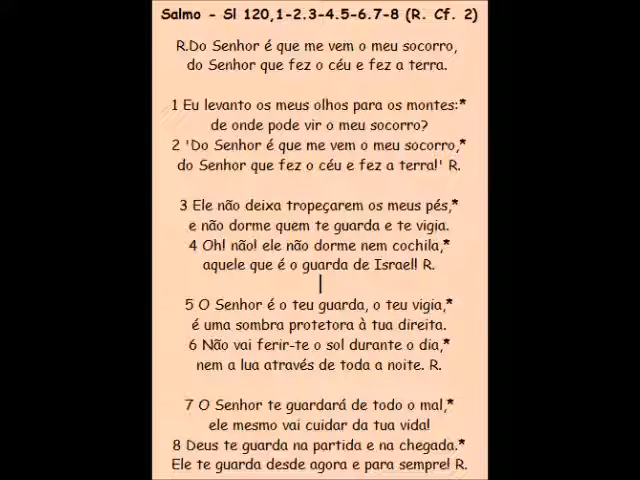 Salmo - Sl 120,1-2.3-4.5-6.7-8 (R. Cf. 2)
R.Do Senhor é que me vem o meu socorro,
do Senhor que fez o céu e fez a terra.
1 Eu levanto os meus olhos para os montes:*
de onde pode vir o meu socorro?
2 'Do Senhor é que me vem o meu socorro,*
do Senhor que fez o céu e fez a terra!' R.
3 Ele não deixa tropeçarem os meus pés,*
e não dorme quem te guarda e te vigia.
4 Oh! não! ele não dorme nem cochila,*
aquele que é o guarda de Israel! R.
5 O Senhor é o teu guarda, o teu vigia,*
é uma sombra protetora à tua direita.
6 Não vai ferir-te o sol durante o dia,*
nem a lua através de toda a noite. R.
7 O Senhor te guardará de todo o mal,*
ele mesmo vai cuidar da tua vida!
8 Deus te guarda na partida e na chegada.*
Ele te guarda desde agora e para sempre! R.